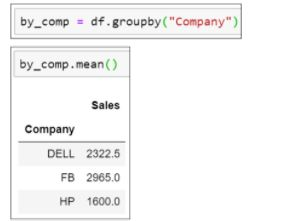 by_comp = df.groupby("Company")
by_comp.mean()
Sales
Company
DELL 2322.5
FB 2965.0
HP 1600.0